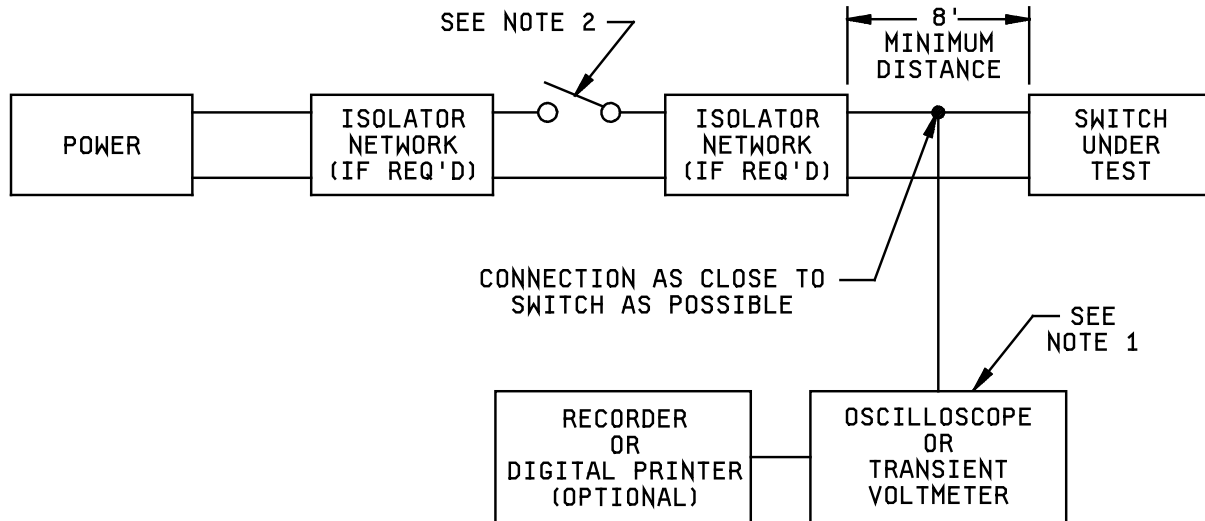 SEE NOTE 2
8'
MINIMUM
DISTANCE
POWER
ISOLATOR
NETWORK
(IF REQ'D)
ISOLATOR
NETWORK
(IF REQ'D)
SWITCH
UNDER
TEST
CONNECTION AS CLOSE TO
SWITCH AS POSSIBLE
SEE
NOTE 1
RECORDER
OR
DIGITAL PRINTER
(OPTIONAL)
OSCILLOSCOPE
OR
TRANSIENT
VOLTMETER